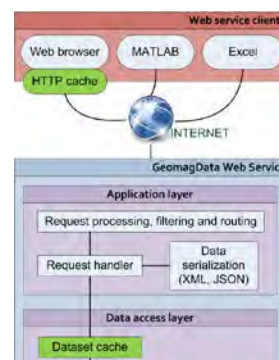 Web service client
Web browser
MATLAB
Excel
HTTP cache
INTERNET
GeomagData Web Servic
Application layer
Request processing, filtering and routing
Request handler
Data
serialization
(XML, JSON)
Data access layer
Dataset cache